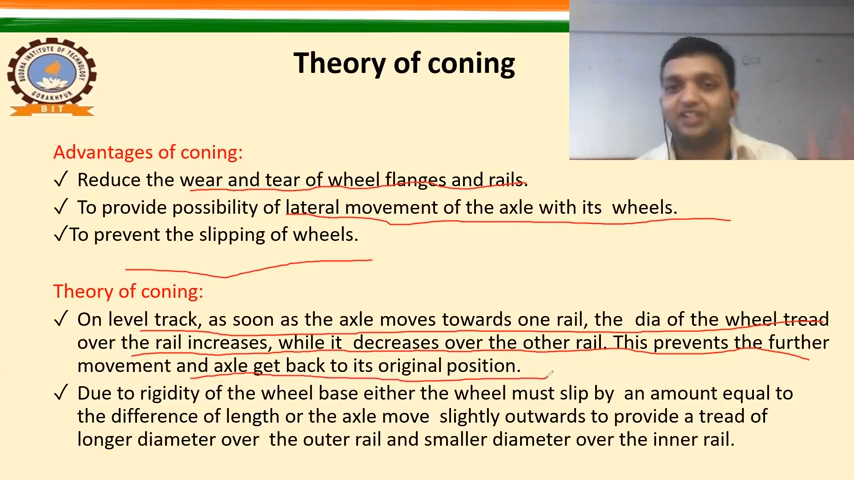 Theory of coning
BUDDHA INSTITUTE OF TECHNOLOGY
GORAKHPUR
BIT
Advantages of coning:
✓ Reduce the wear and tear of wheel flanges and rails.
✓ To provide possibility of lateral movement of the axle with its wheels.
✓To prevent the slipping of wheels.
Theory of coning:
✓ On level track, as soon as the axle moves towards one rail, the dia of the wheel tread
over the rail increases, while it decreases over the other rail. This prevents the further
movement and axle get back to its original position.
✓ Due to rigidity of the wheel base either the wheel must slip by an amount equal to
the difference of length or the axle move slightly outwards to provide a tread of
longer diameter over the outer rail and smaller diameter over the inner rail.